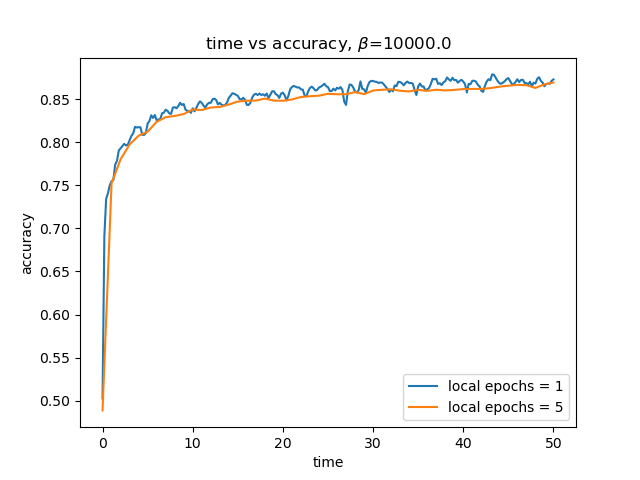 time vs accuracy, β=10000.0
0.85
0.80
0.75
0.70
0.65
0.60
0.55
0.50
accuracy
0 10 20 30 40 50
time
local epochs = 1
local epochs = 5